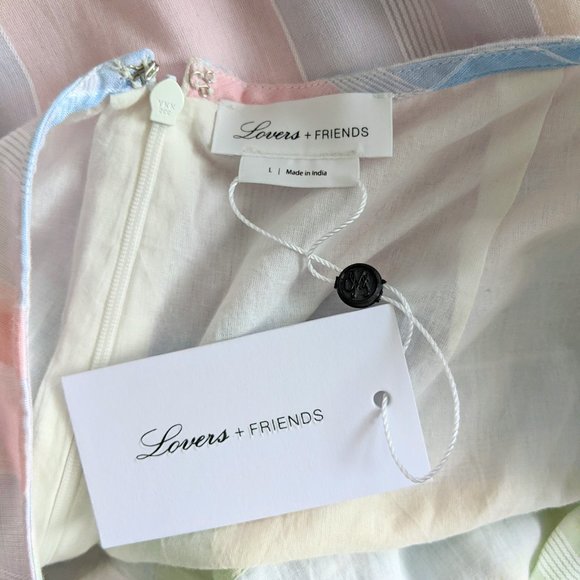 Lovers + FRIENDS
L | Made in India
Lovers + FRIENDS